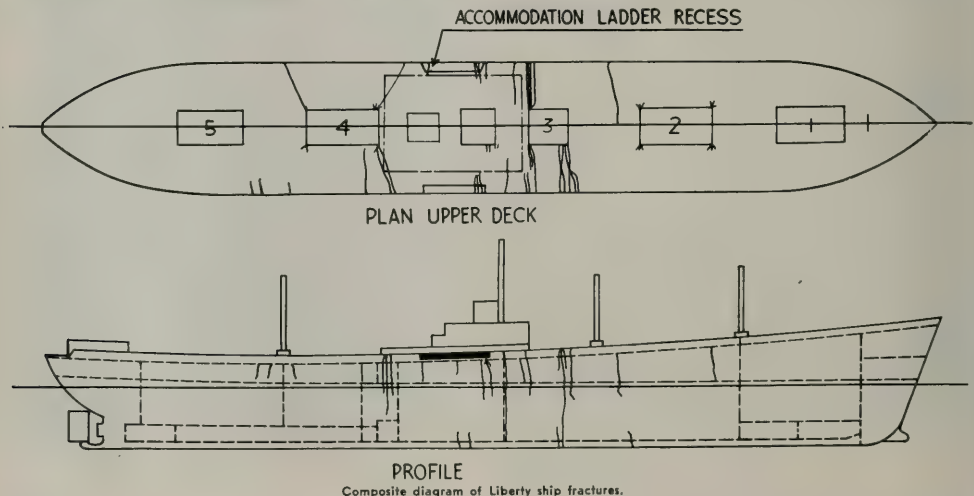 ACCOMMODATION LADDER RECESS
5
4
3
2
1
PLAN UPPER DECK
PROFILE
Composite diagram of Liberty ship fractures.